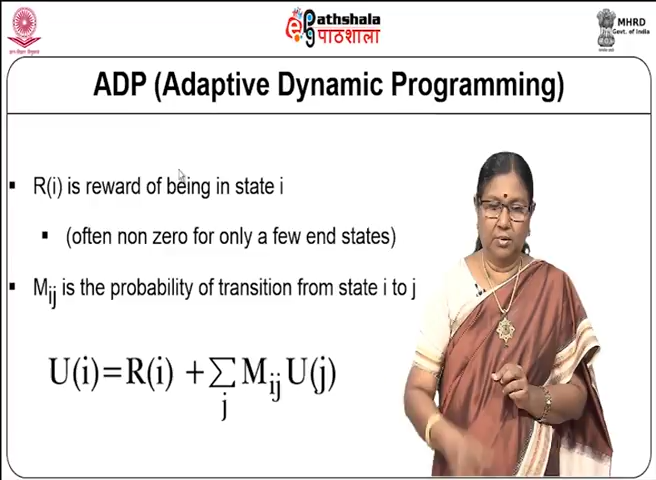 ePathshala
पाठशाला
MHRD
Govt. of India
ADP (Adaptive Dynamic Programming)
▪ R(i) is reward of being in state i
▪ (often non zero for only a few end states)
▪ Mij is the probability of transition from state i to j
U(i)=R(i) +∑j Mij U(j)